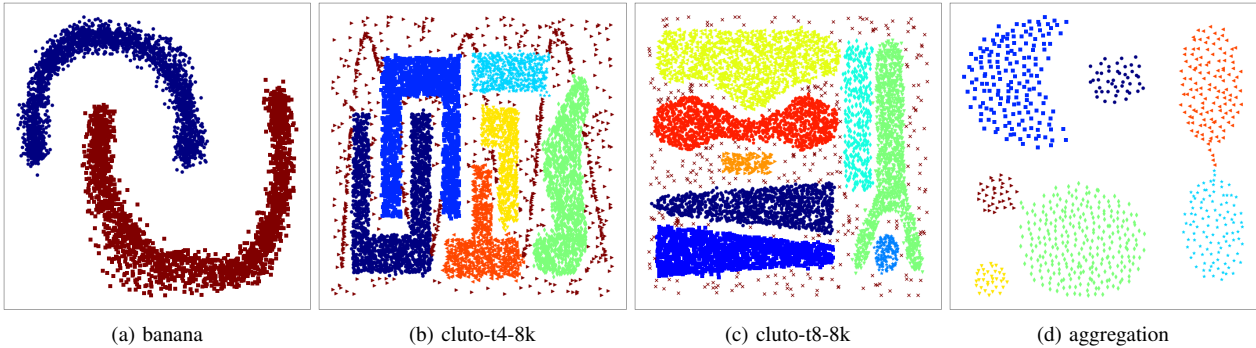 (a) banana
(b) cluto-t4-8k
(c) cluto-t8-8k
(d) aggregation